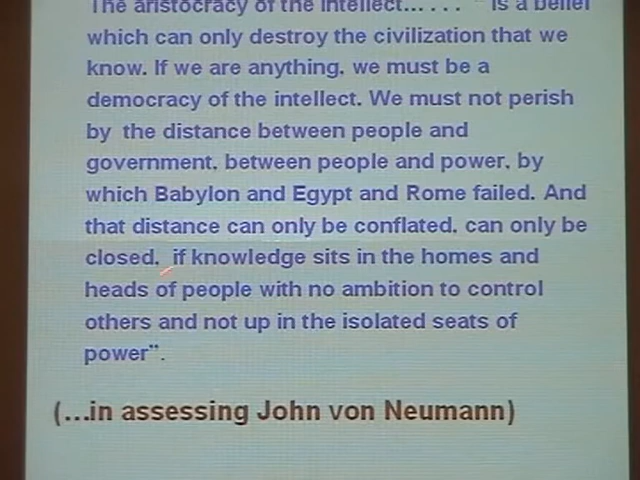 The aristocracy of the intellect... . . . " is a belief
which can only destroy the civilization that we
know. If we are anything, we must be a
democracy of the intellect. We must not perish
by the distance between people and
government, between people and power, by
which Babylon and Egypt and Rome failed. And
that distance can only be conflated, can only be
closed, if knowledge sits in the homes and
heads of people with no ambition to control
others and not up in the isolated seats of
power".
(...in assessing John von Neumann)